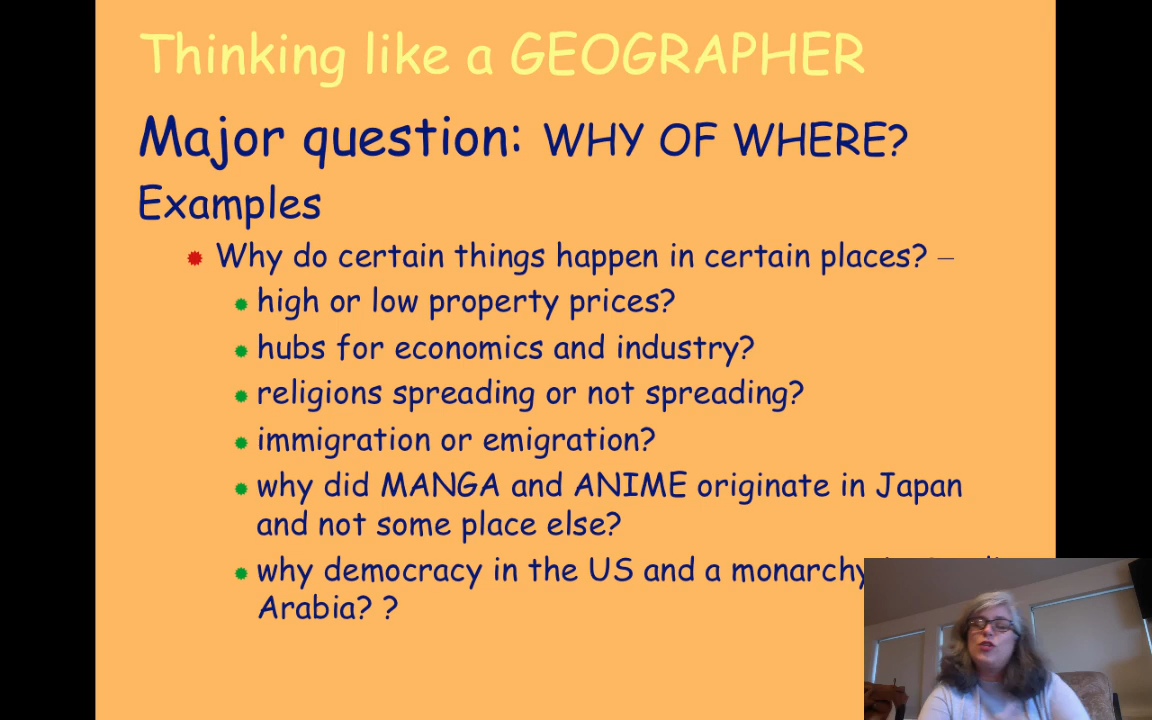 Thinking like a GEOGRAPHER
Major question: WHY OF WHERE?
Examples
Why do certain things happen in certain places? –
high or low property prices?
hubs for economics and industry?
religions spreading or not spreading?
immigration or emigration?
why did MANGA and ANIME originate in Japan
and not some place else?
why democracy in the US and a monarchy
Arabia? ?